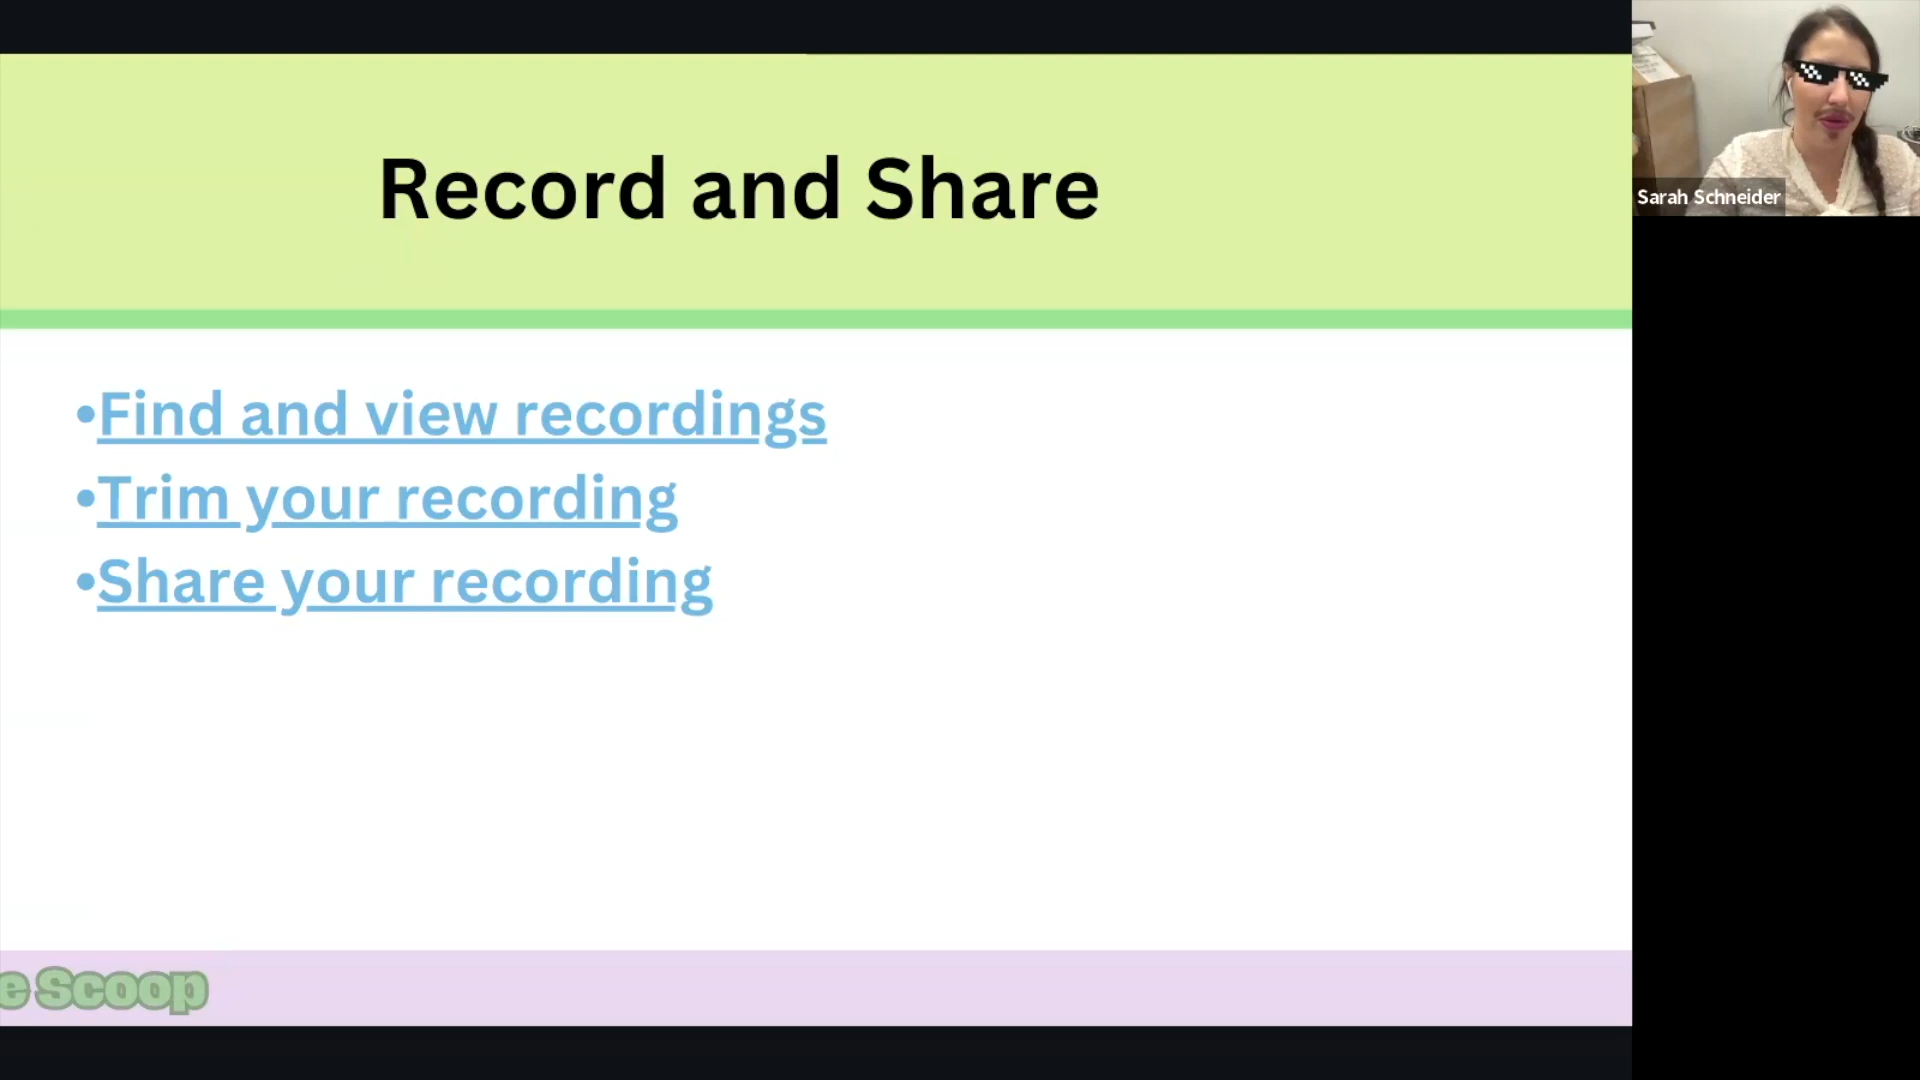 Record and Share
Sarah Schneider
•Find and view recordings
•Trim your recording
•Share your recording
e Scoop